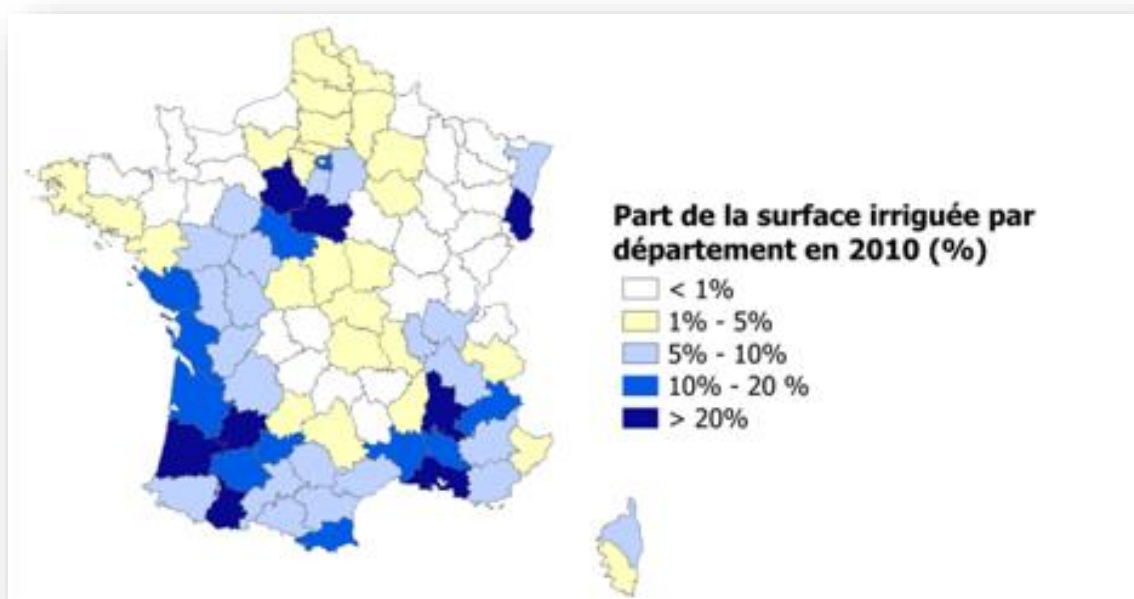 Part de la surface irriguée par
département en 2010 (%)
< 1%
1% - 5%
5% - 10%
10% - 20 %
> 20%